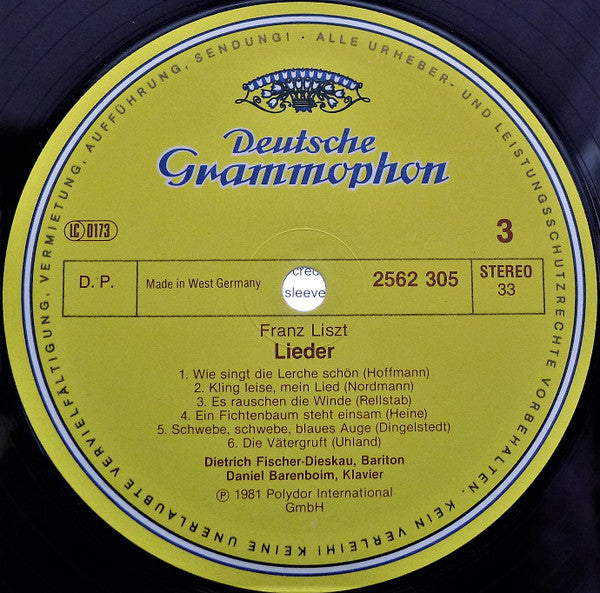 ALLE URHEBER- UND LEISTUNGSSCHUTZRECHTE VORBEHALTEN · KEIN VERLEIH! KEINE UNERLAUBTE VERVIELFÄLTIGUNG, VERMIETUNG, AUFFÜHRUNG, SENDUNG! ·
Deutsche
Grammophon
LC 0173
3
D. P.
Made in West Germany
cred
sleeve
2562 305
STEREO
33
Franz Liszt
Lieder
1. Wie singt die Lerche schön (Hoffmann)
2. Kling leise, mein Lied (Nordmann)
3. Es rauschen die Winde (Rellstab)
4. Ein Fichtenbaum steht einsam (Heine)
5. Schwebe, schwebe, blaues Auge (Dingelstedt)
6. Die Vätergruft (Uhland)
Dietrich Fischer-Dieskau, Bariton
Daniel Barenboim, Klavier
℗ 1981 Polydor International
GmbH